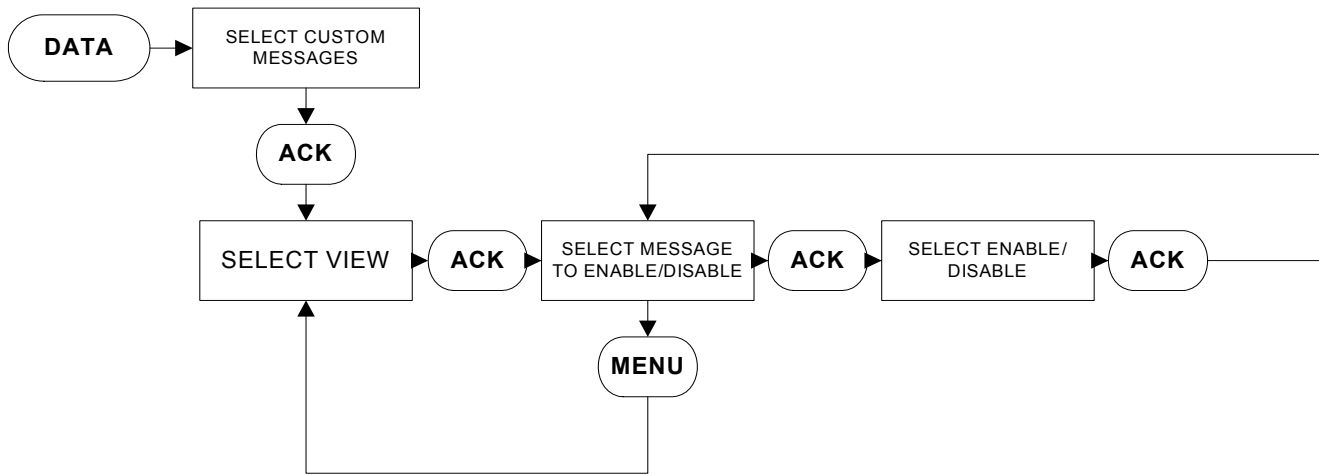 DATA
SELECT CUSTOM
MESSAGES
ACK
SELECT VIEW
ACK
SELECT MESSAGE
TO ENABLE/DISABLE
ACK
SELECT ENABLE/
DISABLE
ACK
MENU